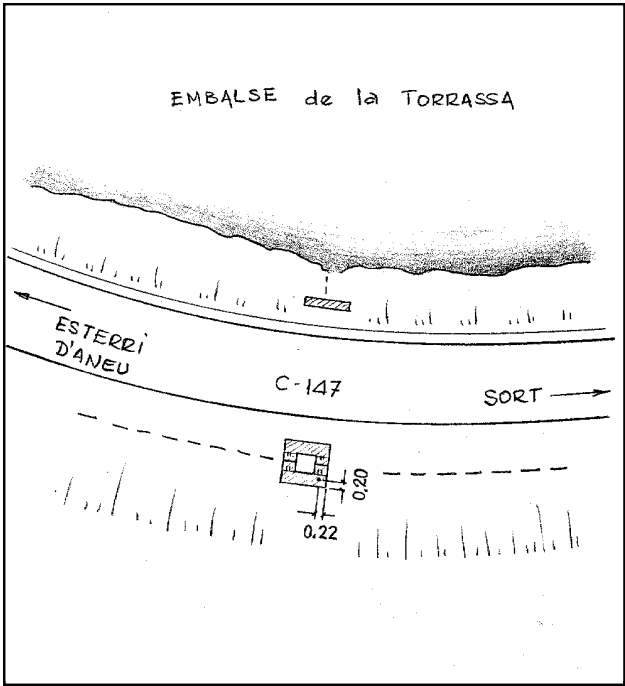 EMBALSE de la TORRASSA
ESTERRI
D'ANEU
C-147
SORT
0.20
0.22